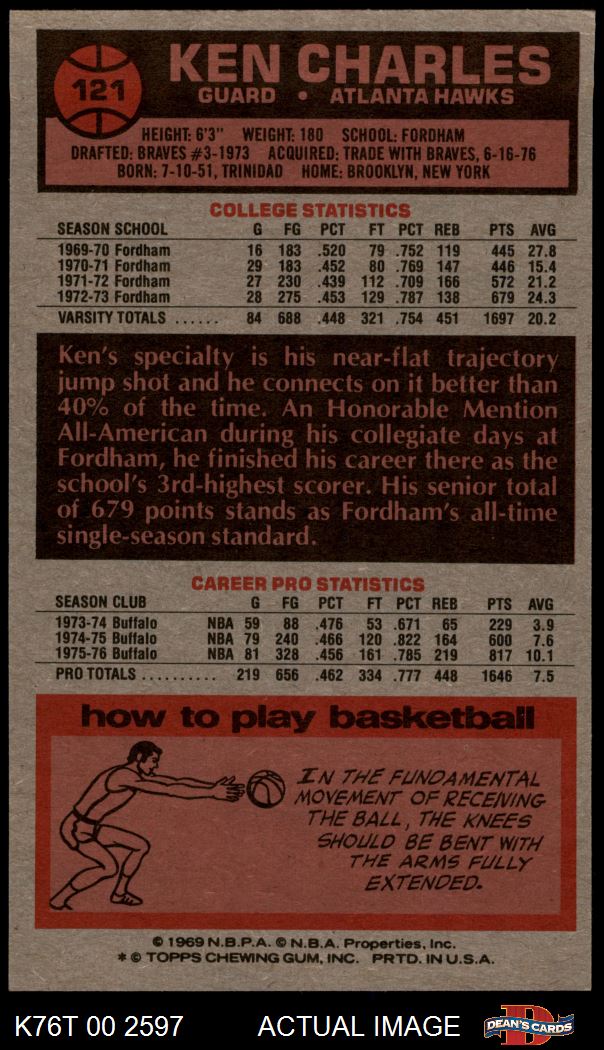 121
KEN CHARLES
GUARD • ATLANTA HAWKS
HEIGHT: 6'3" WEIGHT: 180 SCHOOL: FORDHAM
DRAFTED: BRAVES #3-1973 ACQUIRED: TRADE WITH BRAVES, 6-16-76
BORN: 7-10-51, TRINIDAD HOME: BROOKLYN, NEW YORK
COLLEGE STATISTICS
SEASON SCHOOL G FG PCT FT PCT REB PTS AVG
1969-70 Fordham 16 183 .520 79 .752 119 445 27.8
1970-71 Fordham 29 183 .452 80 .769 147 446 15.4
1971-72 Fordham 27 230 .439 112 .709 166 572 21.2
1972-73 Fordham 28 275 .453 129 .787 138 679 24.3
VARSITY TOTALS ...... 84 688 .448 321 .754 451 1697 20.2
Ken's specialty is his near-flat trajectory
jump shot and he connects on it better than
40% of the time. An Honorable Mention
All-American during his collegiate days at
Fordham, he finished his career there as the
school's 3rd-highest scorer. His senior total
of 679 points stands as Fordham's all-time
single-season standard.
CAREER PRO STATISTICS
SEASON CLUB G FG PCT FT PCT REB PTS AVG
1973-74 Buffalo NBA 59 88 .476 53 .671 65 229 3.9
1974-75 Buffalo NBA 79 240 .466 120 .822 164 600 7.6
1975-76 Buffalo NBA 81 328 .456 161 .785 219 817 10.1
PRO TOTALS .......... 219 656 .462 334 .777 448 1646 7.5
how to play basketball
IN THE FUNDAMENTAL
MOVEMENT OF RECEIVING
THE BALL, THE KNEES
SHOULD BE BENT WITH
THE ARMS FULLY
EXTENDED.
© 1969 N.B.P.A. © N.B.A. Properties, Inc.
* © TOPPS CHEWING GUM, INC. PRTD. IN U.S.A.
K76T 00 2597 ACTUAL IMAGE
D
DEAN'S CARDS